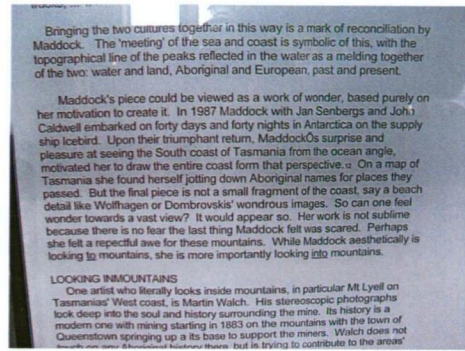 Bringing the two cultures together in this way is a mark of reconciliation by
Maddock. The 'meeting' of the sea and coast is symbolic of this, with the
topographical line of the peaks reflected in the water as a melding together
of the two: water and land, Aboriginal and European, past and present.
Maddock's piece could be viewed as a work of wonder, based purely on
her motivation to create it. In 1987 Maddock with Jan Senbergs and John
Caldwell embarked on forty days and forty nights in Antarctica on the supply
ship Icebird. Upon their triumphant return, MaddockÕs surprise and
pleasure at seeing the South coast of Tasmania from the ocean angle,
motivated her to draw the entire coast form that perspective. On a map of
Tasmania she found herself jotting down Aboriginal names for places they
passed. But the final piece is not a small fragment of the coast, say a beach
detail like Wolfhagen or Dombrovskis' wondrous images. So can one feel
wonder towards a vast view? It would appear so. Her work is not sublime
because there is no fear the last thing Maddock felt was scared. Perhaps
she felt a repectful awe for these mountains. While Maddock aesthetically is
looking to mountains, she is more importantly looking into mountains.
LOOKING INMOUNTAINS
One artist who literally looks inside mountains, in particular Mt Lyell on
Tasmanias' West coast, is Martin Walch. His stereoscopic photographs
look deep into the soul and history surrounding the mine. Its history is a
modern one with mining starting in 1883 on the mountains with the town of
Queenstown springing up a its base to support the miners. Walch does not
touch on any Aboriginal history there, but is trying to contribute to the areas'